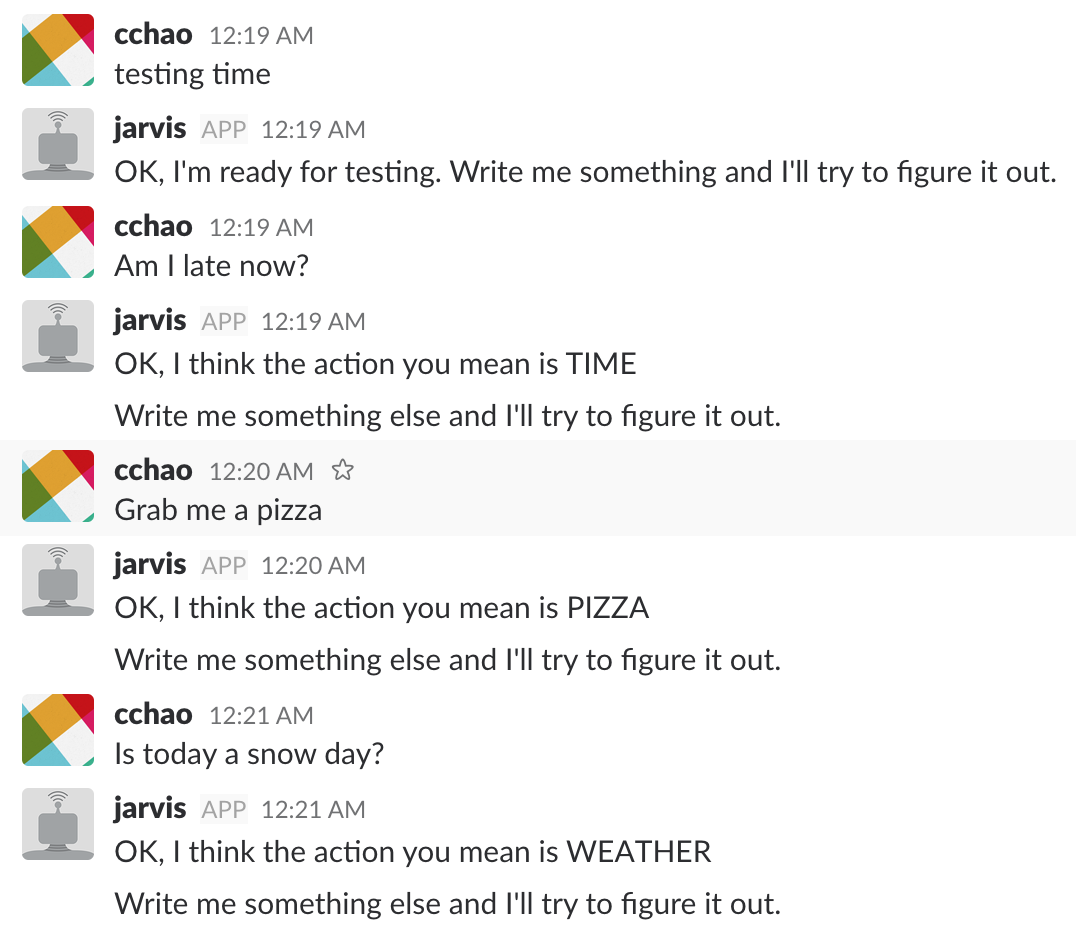 cchao 12:19 AM
testing time
jarvis APP 12:19 AM
OK, I'm ready for testing. Write me something and I'll try to figure it out.
cchao 12:19 AM
Am I late now?
jarvis APP 12:19 AM
OK, I think the action you mean is TIME
Write me something else and I'll try to figure it out.
cchao 12:20 AM
Grab me a pizza
jarvis APP 12:20 AM
OK, I think the action you mean is PIZZA
Write me something else and I'll try to figure it out.
cchao 12:21 AM
Is today a snow day?
jarvis APP 12:21 AM
OK, I think the action you mean is WEATHER
Write me something else and I'll try to figure it out.